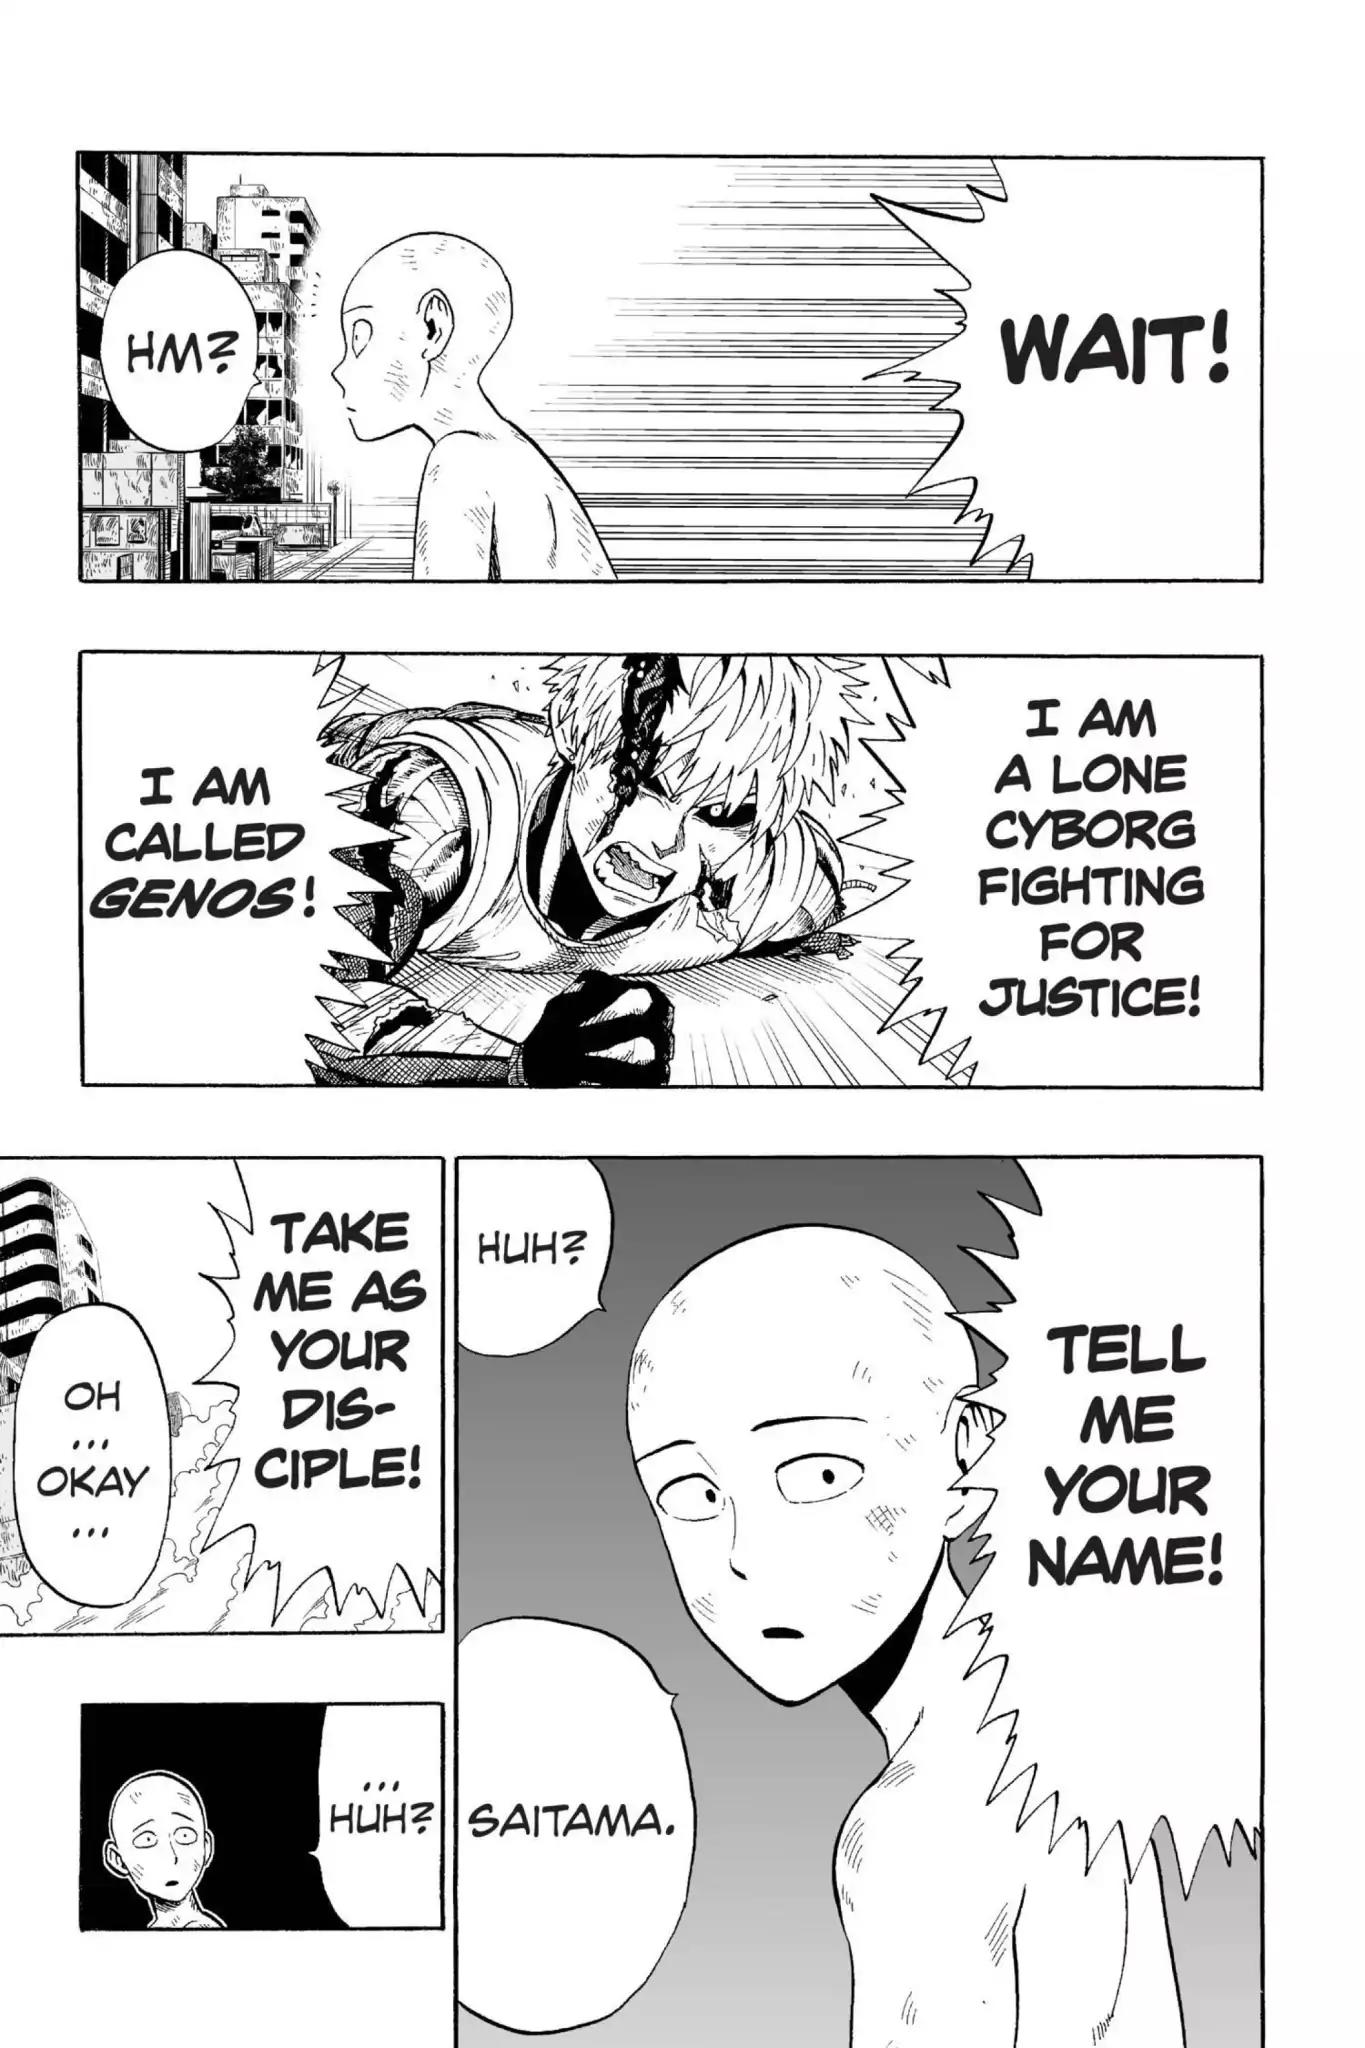 WAIT!
HM?
I AM
A LONE
CYBORG
FIGHTING
FOR
JUSTICE!
I AM
CALLED
GENOS!
TELL
ME
YOUR
NAME!
HUH?
SAITAMA.
TAKE
ME AS
YOUR
DIS-
CIPLE!
OH
...
OKAY
...
...
HUH?